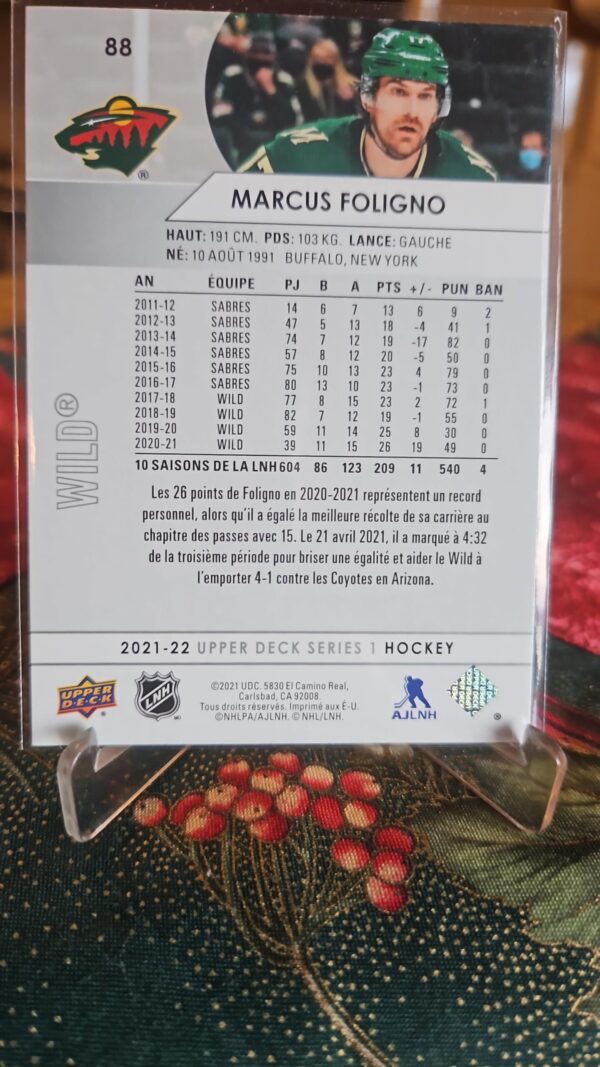 88
MARCUS FOLIGNO
HAUT: 191 CM. PDS: 103 KG. LANCE: GAUCHE
NÉ: 10 AOÛT 1991 BUFFALO, NEW YORK
AN ÉQUIPE PJ B A PTS +/- PUN BAN
2011-12 SABRES 14 6 7 13 6 9 2
2012-13 SABRES 47 5 13 18 -4 41 1
2013-14 SABRES 74 7 12 19 -17 82 0
2014-15 SABRES 57 8 12 20 -5 50 0
2015-16 SABRES 75 10 13 23 4 79 0
2016-17 SABRES 80 13 10 23 -1 73 0
2017-18 WILD 77 8 15 23 2 72 1
2018-19 WILD 82 7 12 19 -1 55 0
2019-20 WILD 59 11 14 25 8 30 0
2020-21 WILD 39 11 15 26 19 49 0
10 SAISONS DE LA LNH 604 86 123 209 11 540 4
WILD®
Les 26 points de Foligno en 2020-2021 représentent un record
personnel, alors qu'il a égalé la meilleure récolte de sa carrière au
chapitre des passes avec 15. Le 21 avril 2021, il a marqué à 4:32
de la troisième période pour briser une égalité et aider le Wild à
l'emporter 4-1 contre les Coyotes en Arizona.
2021-22 UPPER DECK SERIES 1 HOCKEY
UPPER
DECK
®
LNH
©2021 UDC. 5830 El Camino Real,
Carlsbad, CA 92008.
Tous droits réservés. Imprimé aux É-U.
©NHLPA/AJLNH. © NHL/LNH.
AJLNH
®